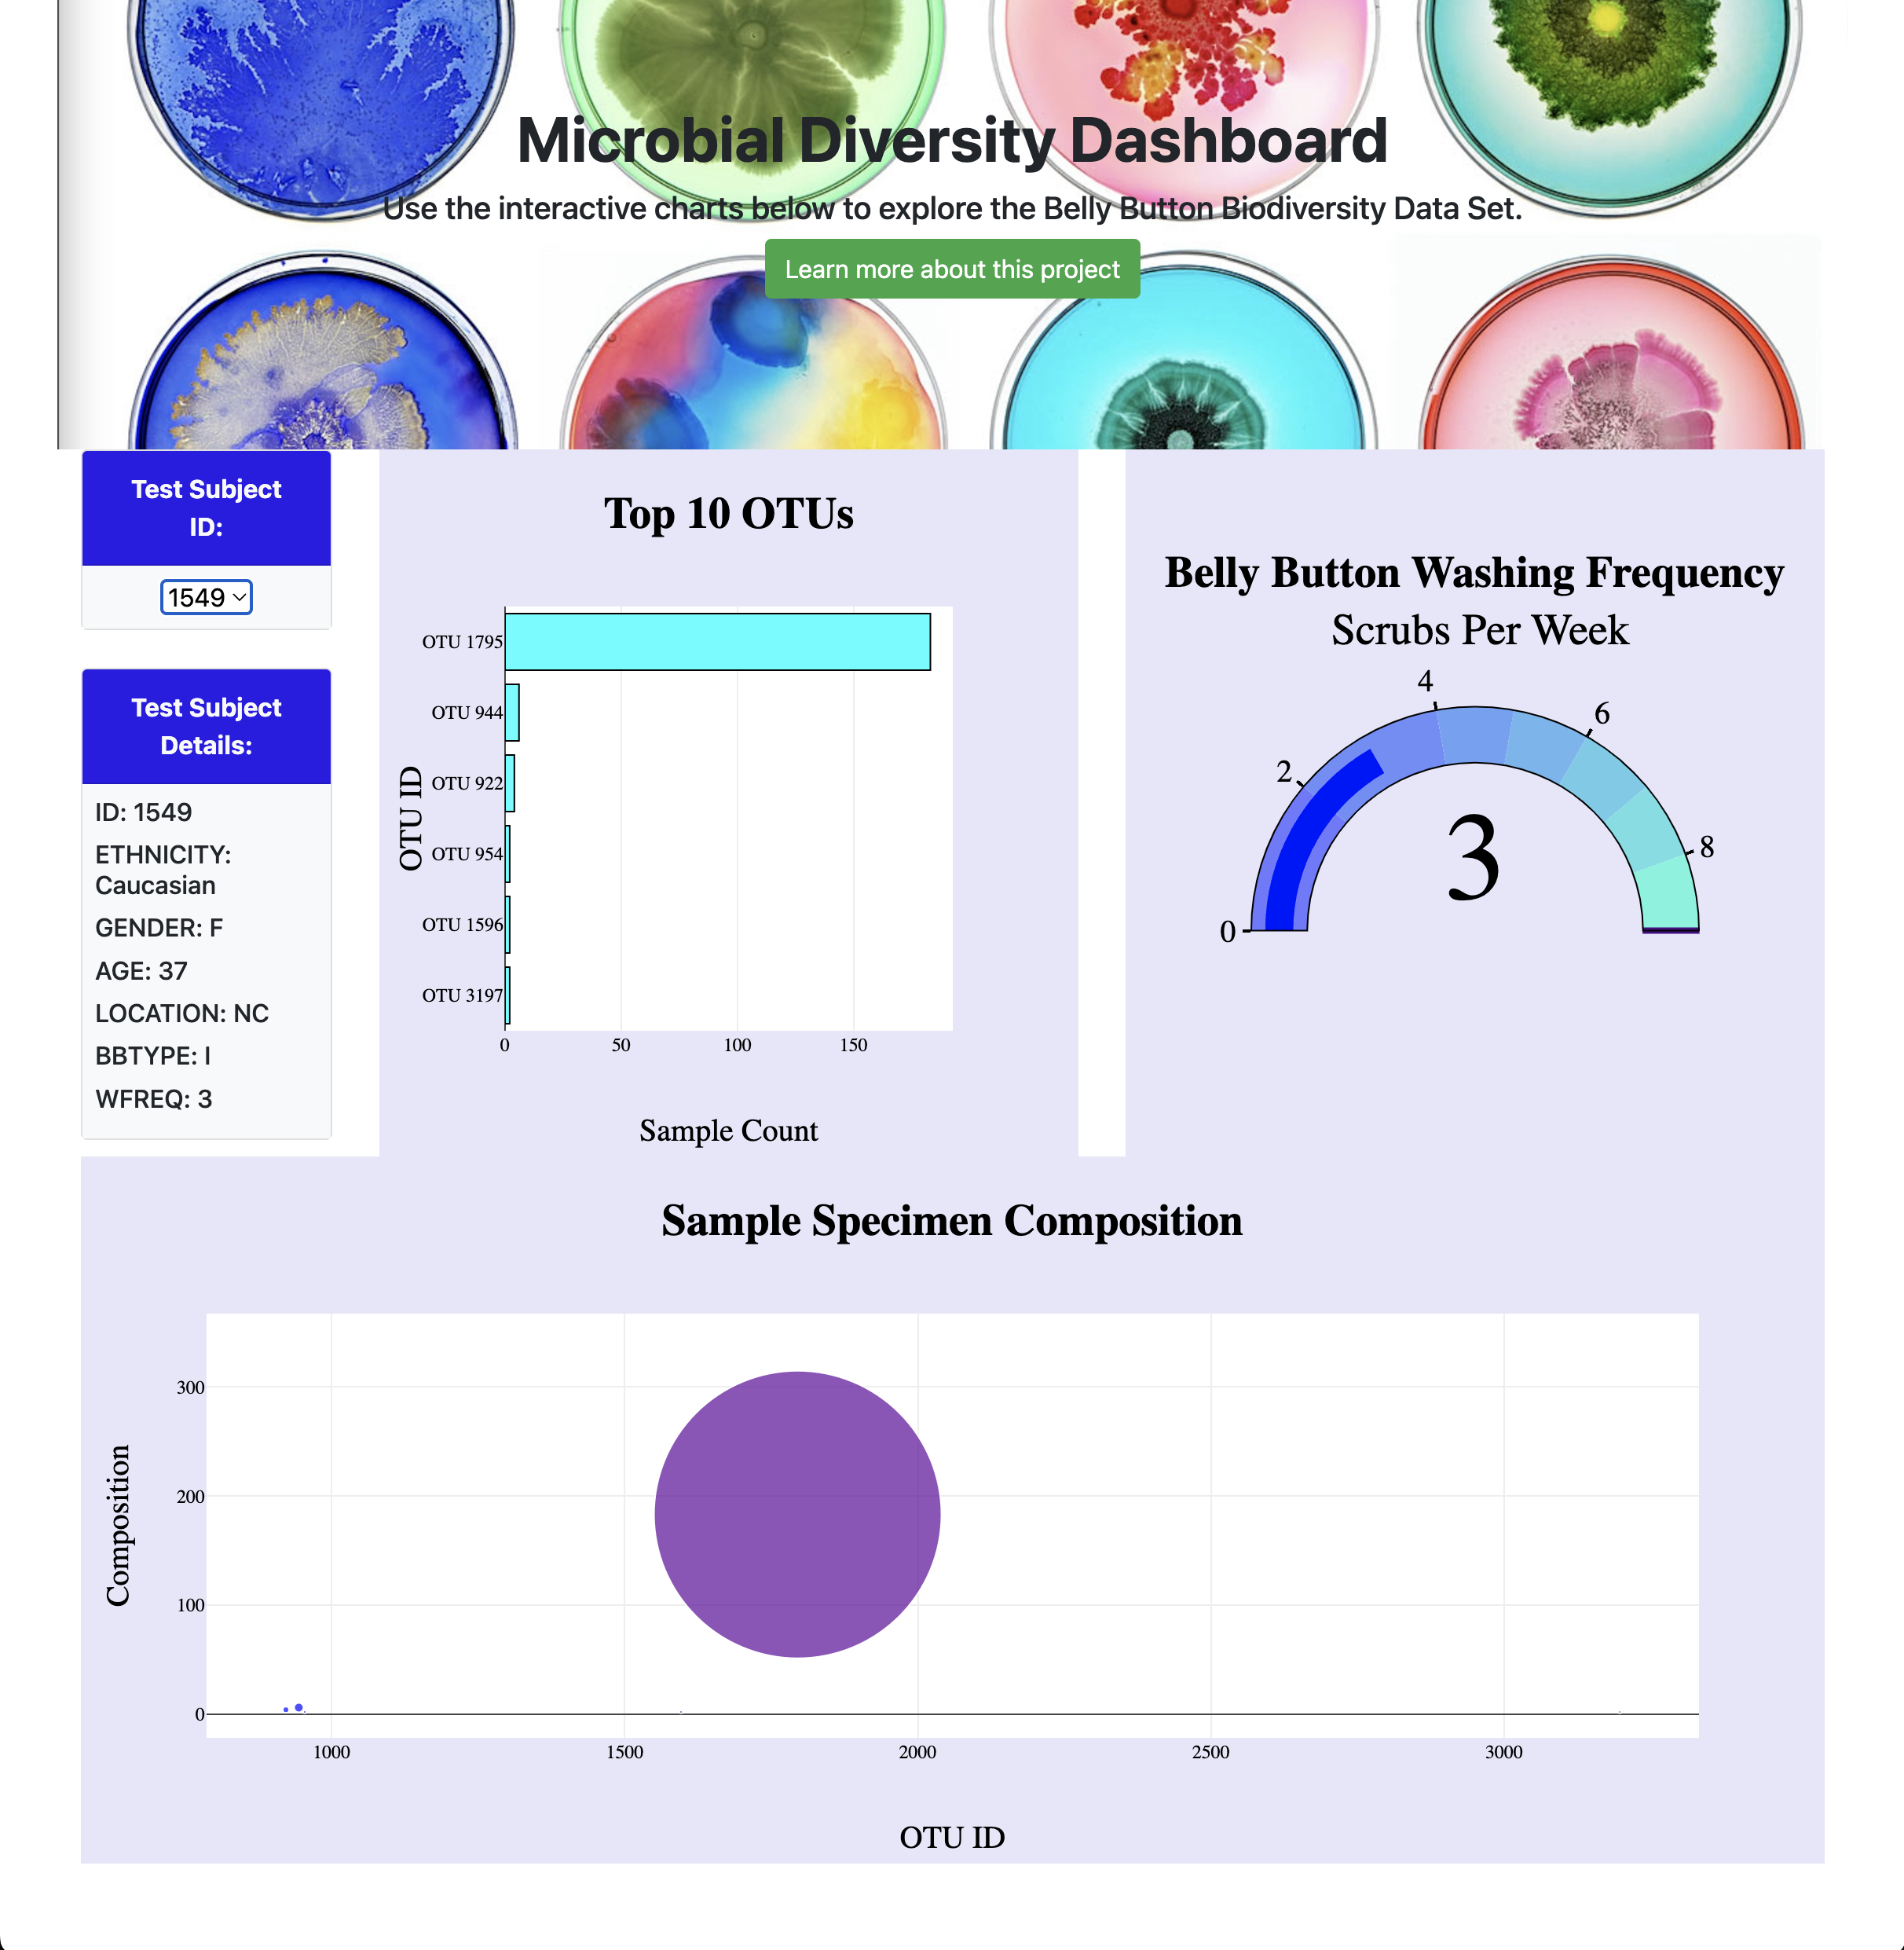 Microbial Diversity Dashboard
Use the interactive charts below to explore the Belly Button Biodiversity Data Set.
Learn more about this project
Test Subject
ID:
1549
Test Subject
Details:
ID: 1549
ETHNICITY:
Caucasian
GENDER: F
AGE: 37
LOCATION: NC
BBTYPE: I
WFREQ: 3
Top 10 OTUs
OTU ID
OTU 1795
OTU 944
OTU 922
OTU 954
OTU 1596
OTU 3197
0 50 100 150
Sample Count
Belly Button Washing Frequency
Scrubs Per Week
0
2
4
6
8
3
Sample Specimen Composition
Composition
300
200
100
0
1000 1500 2000 2500 3000
OTU ID